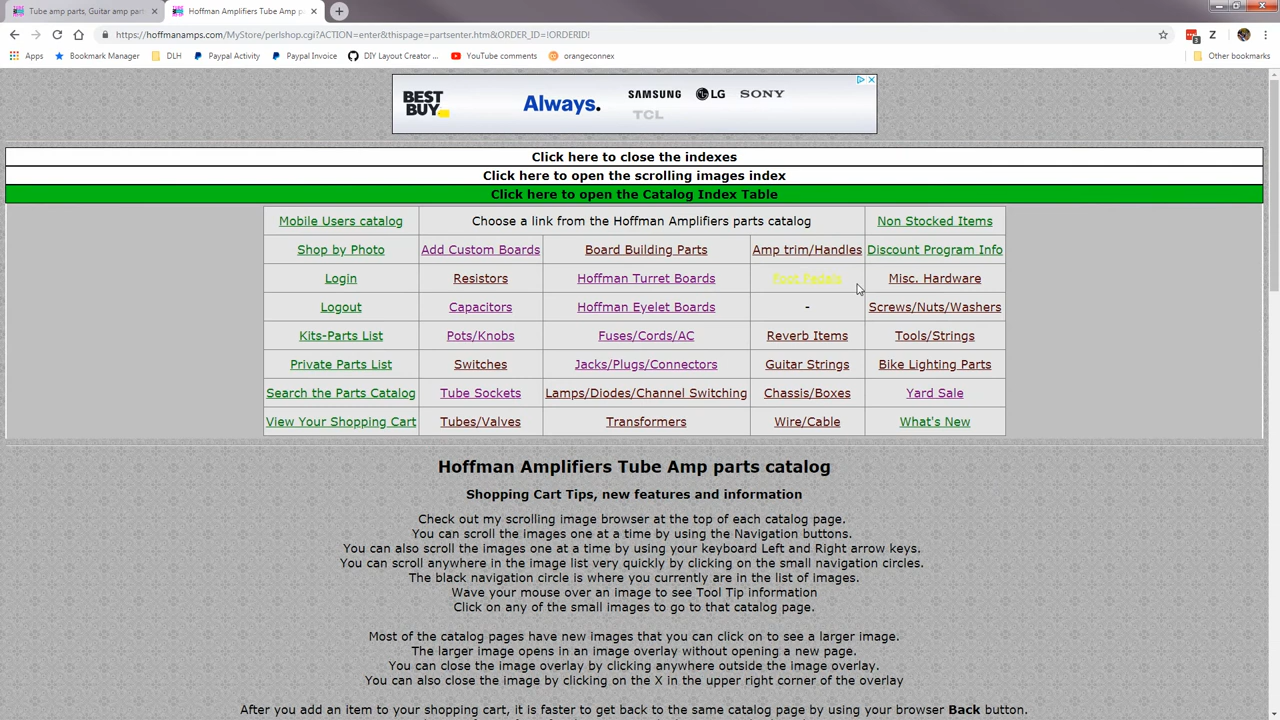 Tube amp parts, Guitar amp par
Hoffman Amplifiers Tube Amp p
https://hoffmanamps.com/MyStore/perlshop.cgi?ACTION=enter&thispage=partsenter.htm&ORDER_ID=!ORDERID!
Apps Bookmark Manager DLH Paypal Activity Paypal Invoice DIY Layout Creator ... YouTube comments orangeconnex Other bookmarks
BEST BUY Always. SAMSUNG LG SONY
TCL
Click here to close the indexes
Click here to open the scrolling images index
Click here to open the Catalog Index Table
Mobile Users catalog Choose a link from the Hoffman Amplifiers parts catalog Non Stocked Items
Shop by Photo Add Custom Boards Board Building Parts Amp trim/Handles Discount Program Info
Login Resistors Hoffman Turret Boards Foot Pedals Misc. Hardware
Logout Capacitors Hoffman Eyelet Boards - Screws/Nuts/Washers
Kits-Parts List Pots/Knobs Fuses/Cords/AC Reverb Items Tools/Strings
Private Parts List Switches Jacks/Plugs/Connectors Guitar Strings Bike Lighting Parts
Search the Parts Catalog Tube Sockets Lamps/Diodes/Channel Switching Chassis/Boxes Yard Sale
View Your Shopping Cart Tubes/Valves Transformers Wire/Cable What's New
Hoffman Amplifiers Tube Amp parts catalog
Shopping Cart Tips, new features and information
Check out my scrolling image browser at the top of each catalog page.
You can scroll the images one at a time by using the Navigation buttons.
You can also scroll the images one at a time by using your keyboard Left and Right arrow keys.
You can scroll anywhere in the image list very quickly by clicking on the small navigation circles.
The black navigation circle is where you currently are in the list of images.
Wave your mouse over an image to see Tool Tip information
Click on any of the small images to go to that catalog page.
Most of the catalog pages have new images that you can click on to see a larger image.
The larger image opens in an image overlay without opening a new page.
You can close the image overlay by clicking anywhere outside the image overlay.
You can also close the image by clicking on the X in the upper right corner of the overlay
After you add an item to your shopping cart, it is faster to get back to the same catalog page by using your browser Back button.